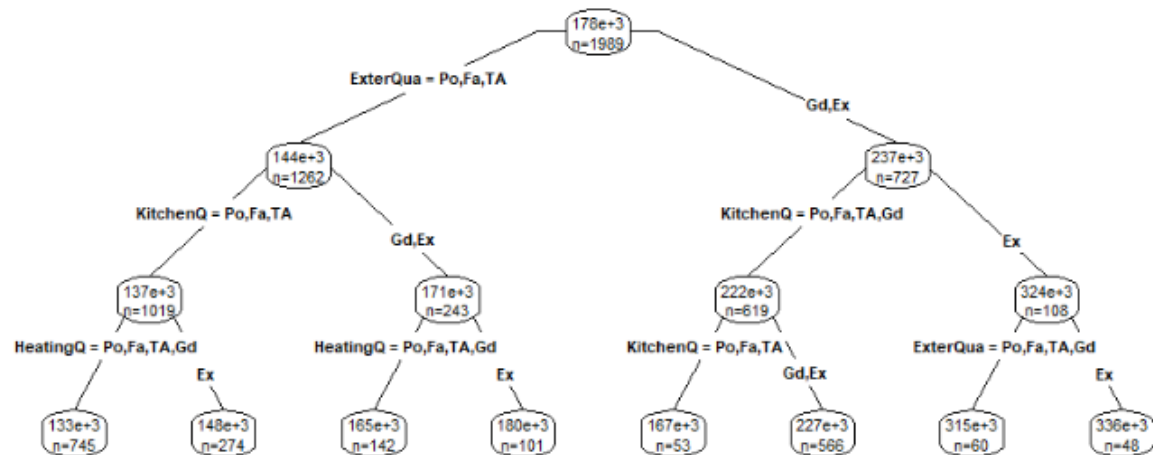 178e+3
n=1989
ExterQua = Po,Fa,TA
Gd,Ex
144e+3
n=1262
237e+3
n=727
KitchenQ = Po,Fa,TA
Gd,Ex
KitchenQ = Po,Fa,TA,Gd
Ex
137e+3
n=1019
171e+3
n=243
222e+3
n=619
324e+3
n=108
HeatingQ = Po,Fa,TA,Gd
Ex
HeatingQ = Po,Fa,TA,Gd
Ex
KitchenQ = Po,Fa,TA
Gd,Ex
ExterQua = Po,Fa,TA,Gd
Ex
133e+3
n=745
148e+3
n=274
165e+3
n=142
180e+3
n=101
167e+3
n=53
227e+3
n=566
315e+3
n=60
336e+3
n=48